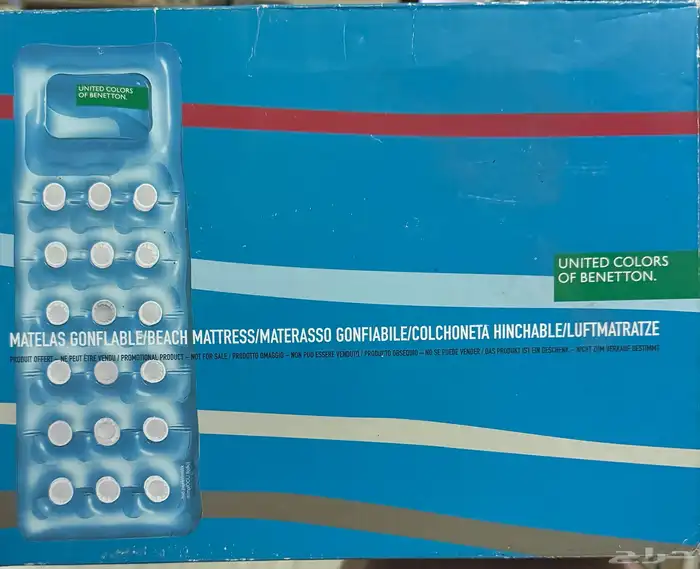 UNITED COLORS
OF BENETTON.
UNITED COLORS
OF BENETTON.
MATELAS GONFLABLE/BEACH MATTRESS/MATERASSO GONFIABILE/COLCHONETA HINCHABLE/LUFTMATRATZE
PRODUIT OFFERT – NE PEUT ÊTRE VENDU / PROMOTIONAL PRODUCT – NOT FOR SALE / PRODOTTO OMAGGIO – NON PUÒ ESSERE VENDUTO / PRODUCTO OBSEQUIO – NO SE PUEDE VENDER / DAS PRODUKT IST EIN GESCHENK – NICHT ZUM VERKAUF BESTIMMT
حراج